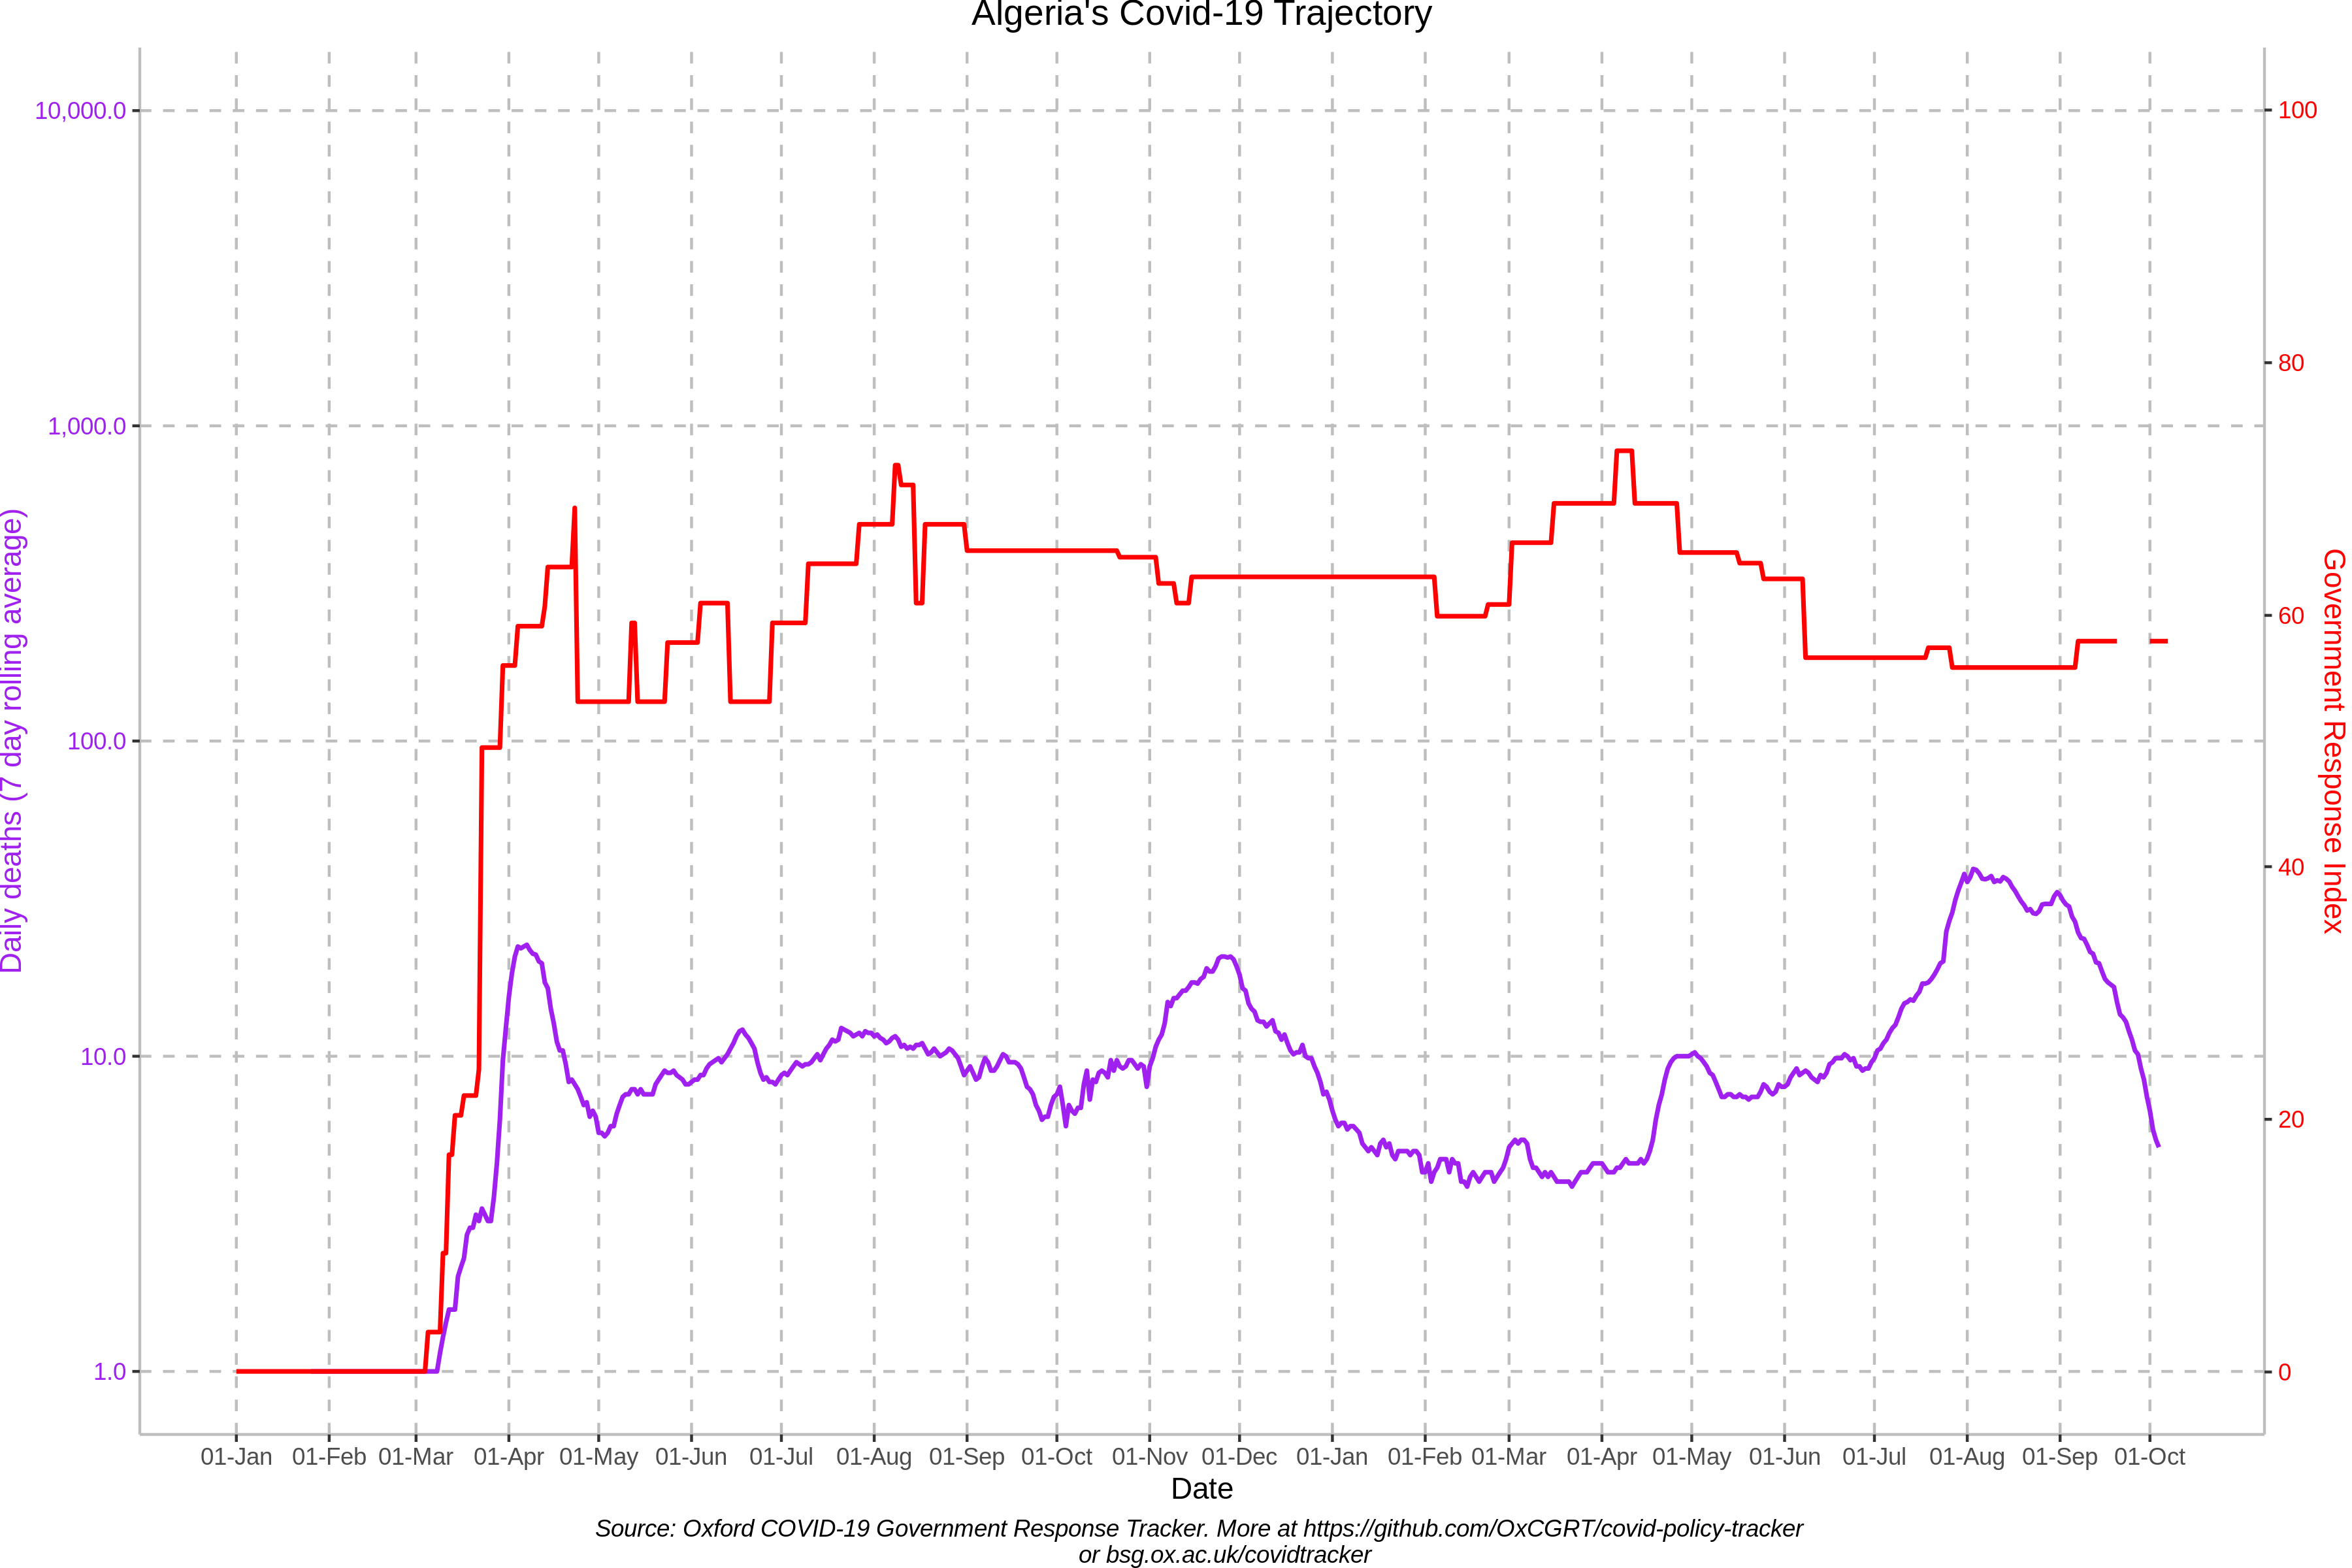 Algeria's Covid-19 Trajectory
10,000.0
1,000.0
100.0
10.0
1.0
Daily deaths (7 day rolling average)
100
80
60
40
20
0
Government Response Index
01-Jan 01-Feb 01-Mar 01-Apr 01-May 01-Jun 01-Jul 01-Aug 01-Sep 01-Oct 01-Nov 01-Dec 01-Jan 01-Feb 01-Mar 01-Apr 01-May 01-Jun 01-Jul 01-Aug 01-Sep 01-Oct
Date
Source: Oxford COVID-19 Government Response Tracker. More at https://github.com/OxCGRT/covid-policy-tracker
or bsg.ox.ac.uk/covidtracker